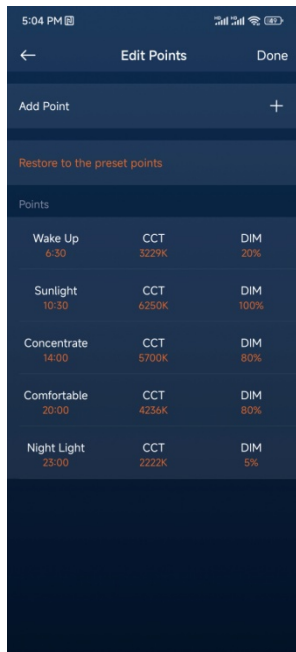 5:04 PM
49
Edit Points
Done
Add Point
Restore to the preset points
Points
Wake Up CCT DIM
6:30 3229K 20%
Sunlight CCT DIM
10:30 6250K 100%
Concentrate CCT DIM
14:00 5700K 80%
Comfortable CCT DIM
20:00 4236K 80%
Night Light CCT DIM
23:00 2222K 5%